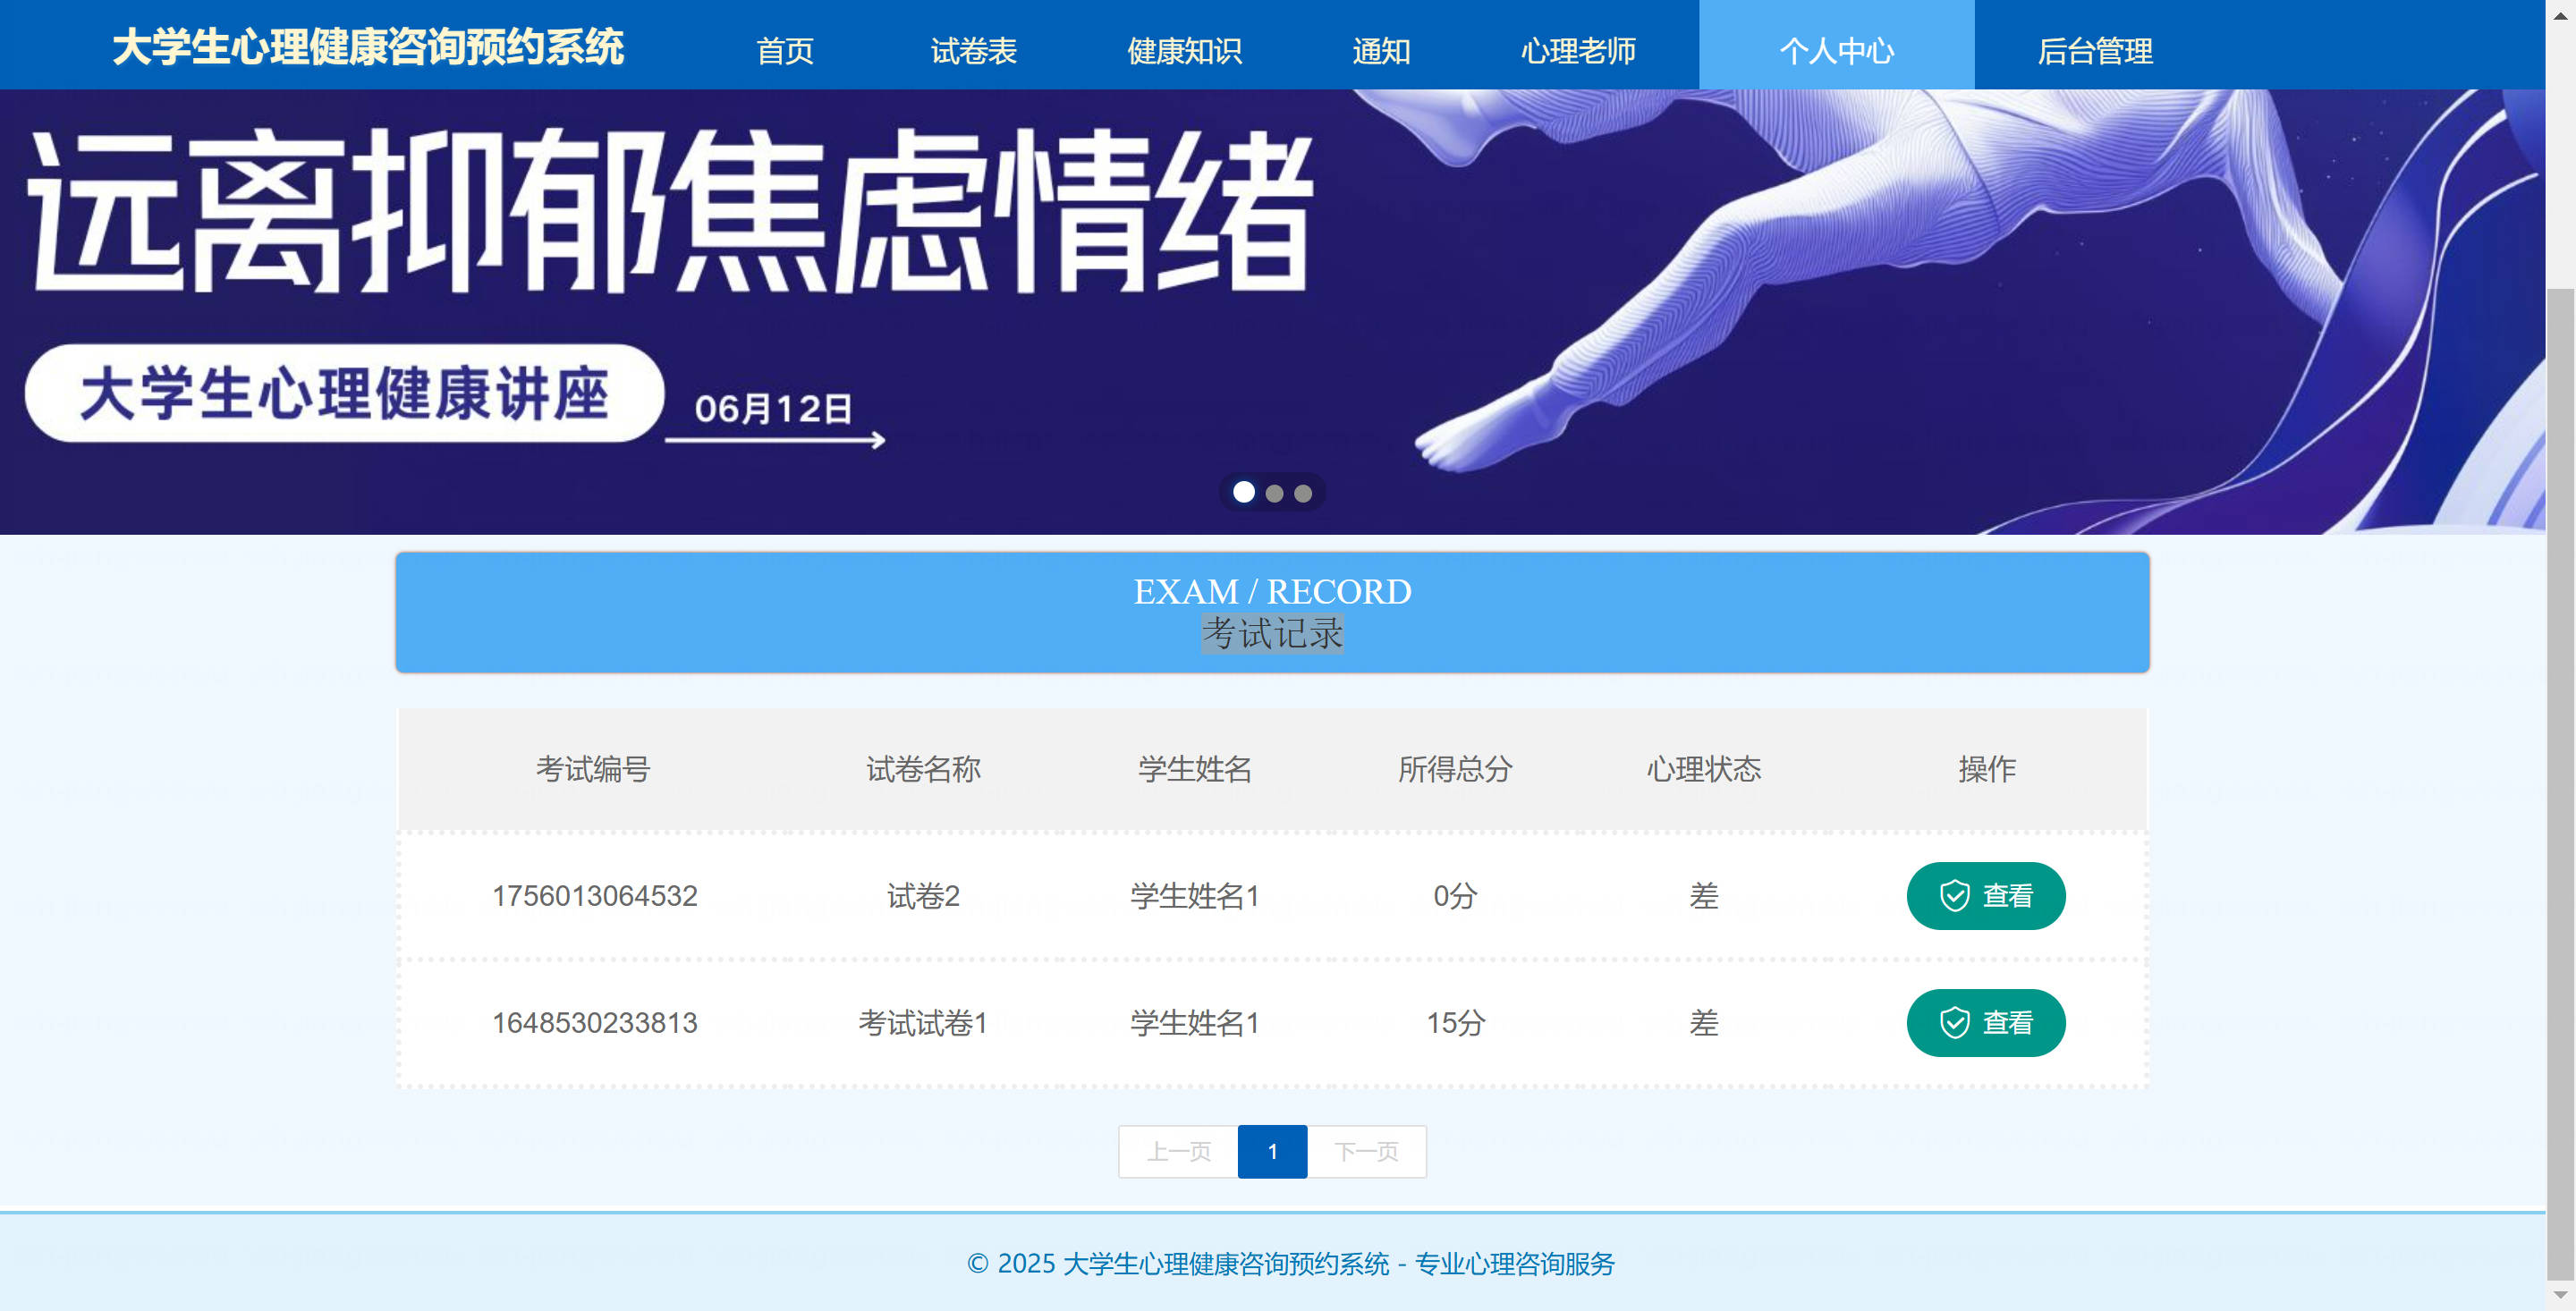 大学生心理健康咨询预约系统 首页 试卷表 健康知识 通知 心理老师 个人中心 后台管理
远离抑郁焦虑情绪
大学生心理健康讲座 06月12日
EXAM / RECORD
考试记录
考试编号 试卷名称 学生姓名 所得总分 心理状态 操作
1756013064532 试卷2 学生姓名1 0分 差 查看
1648530233813 考试试卷1 学生姓名1 15分 差 查看
上一页 1 下一页
© 2025 大学生心理健康咨询预约系统 - 专业心理咨询服务